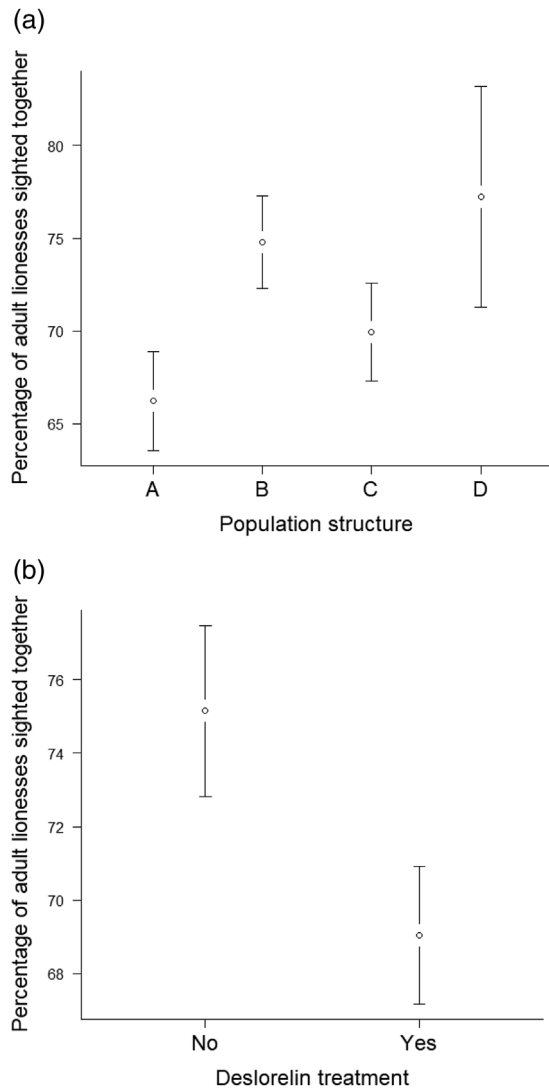 (a)
Percentage of adult lionesses sighted together
80
75
70
65
A B C D
Population structure
(b)
Percentage of adult lionesses sighted together
76
74
72
70
68
No Yes
Deslorelin treatment